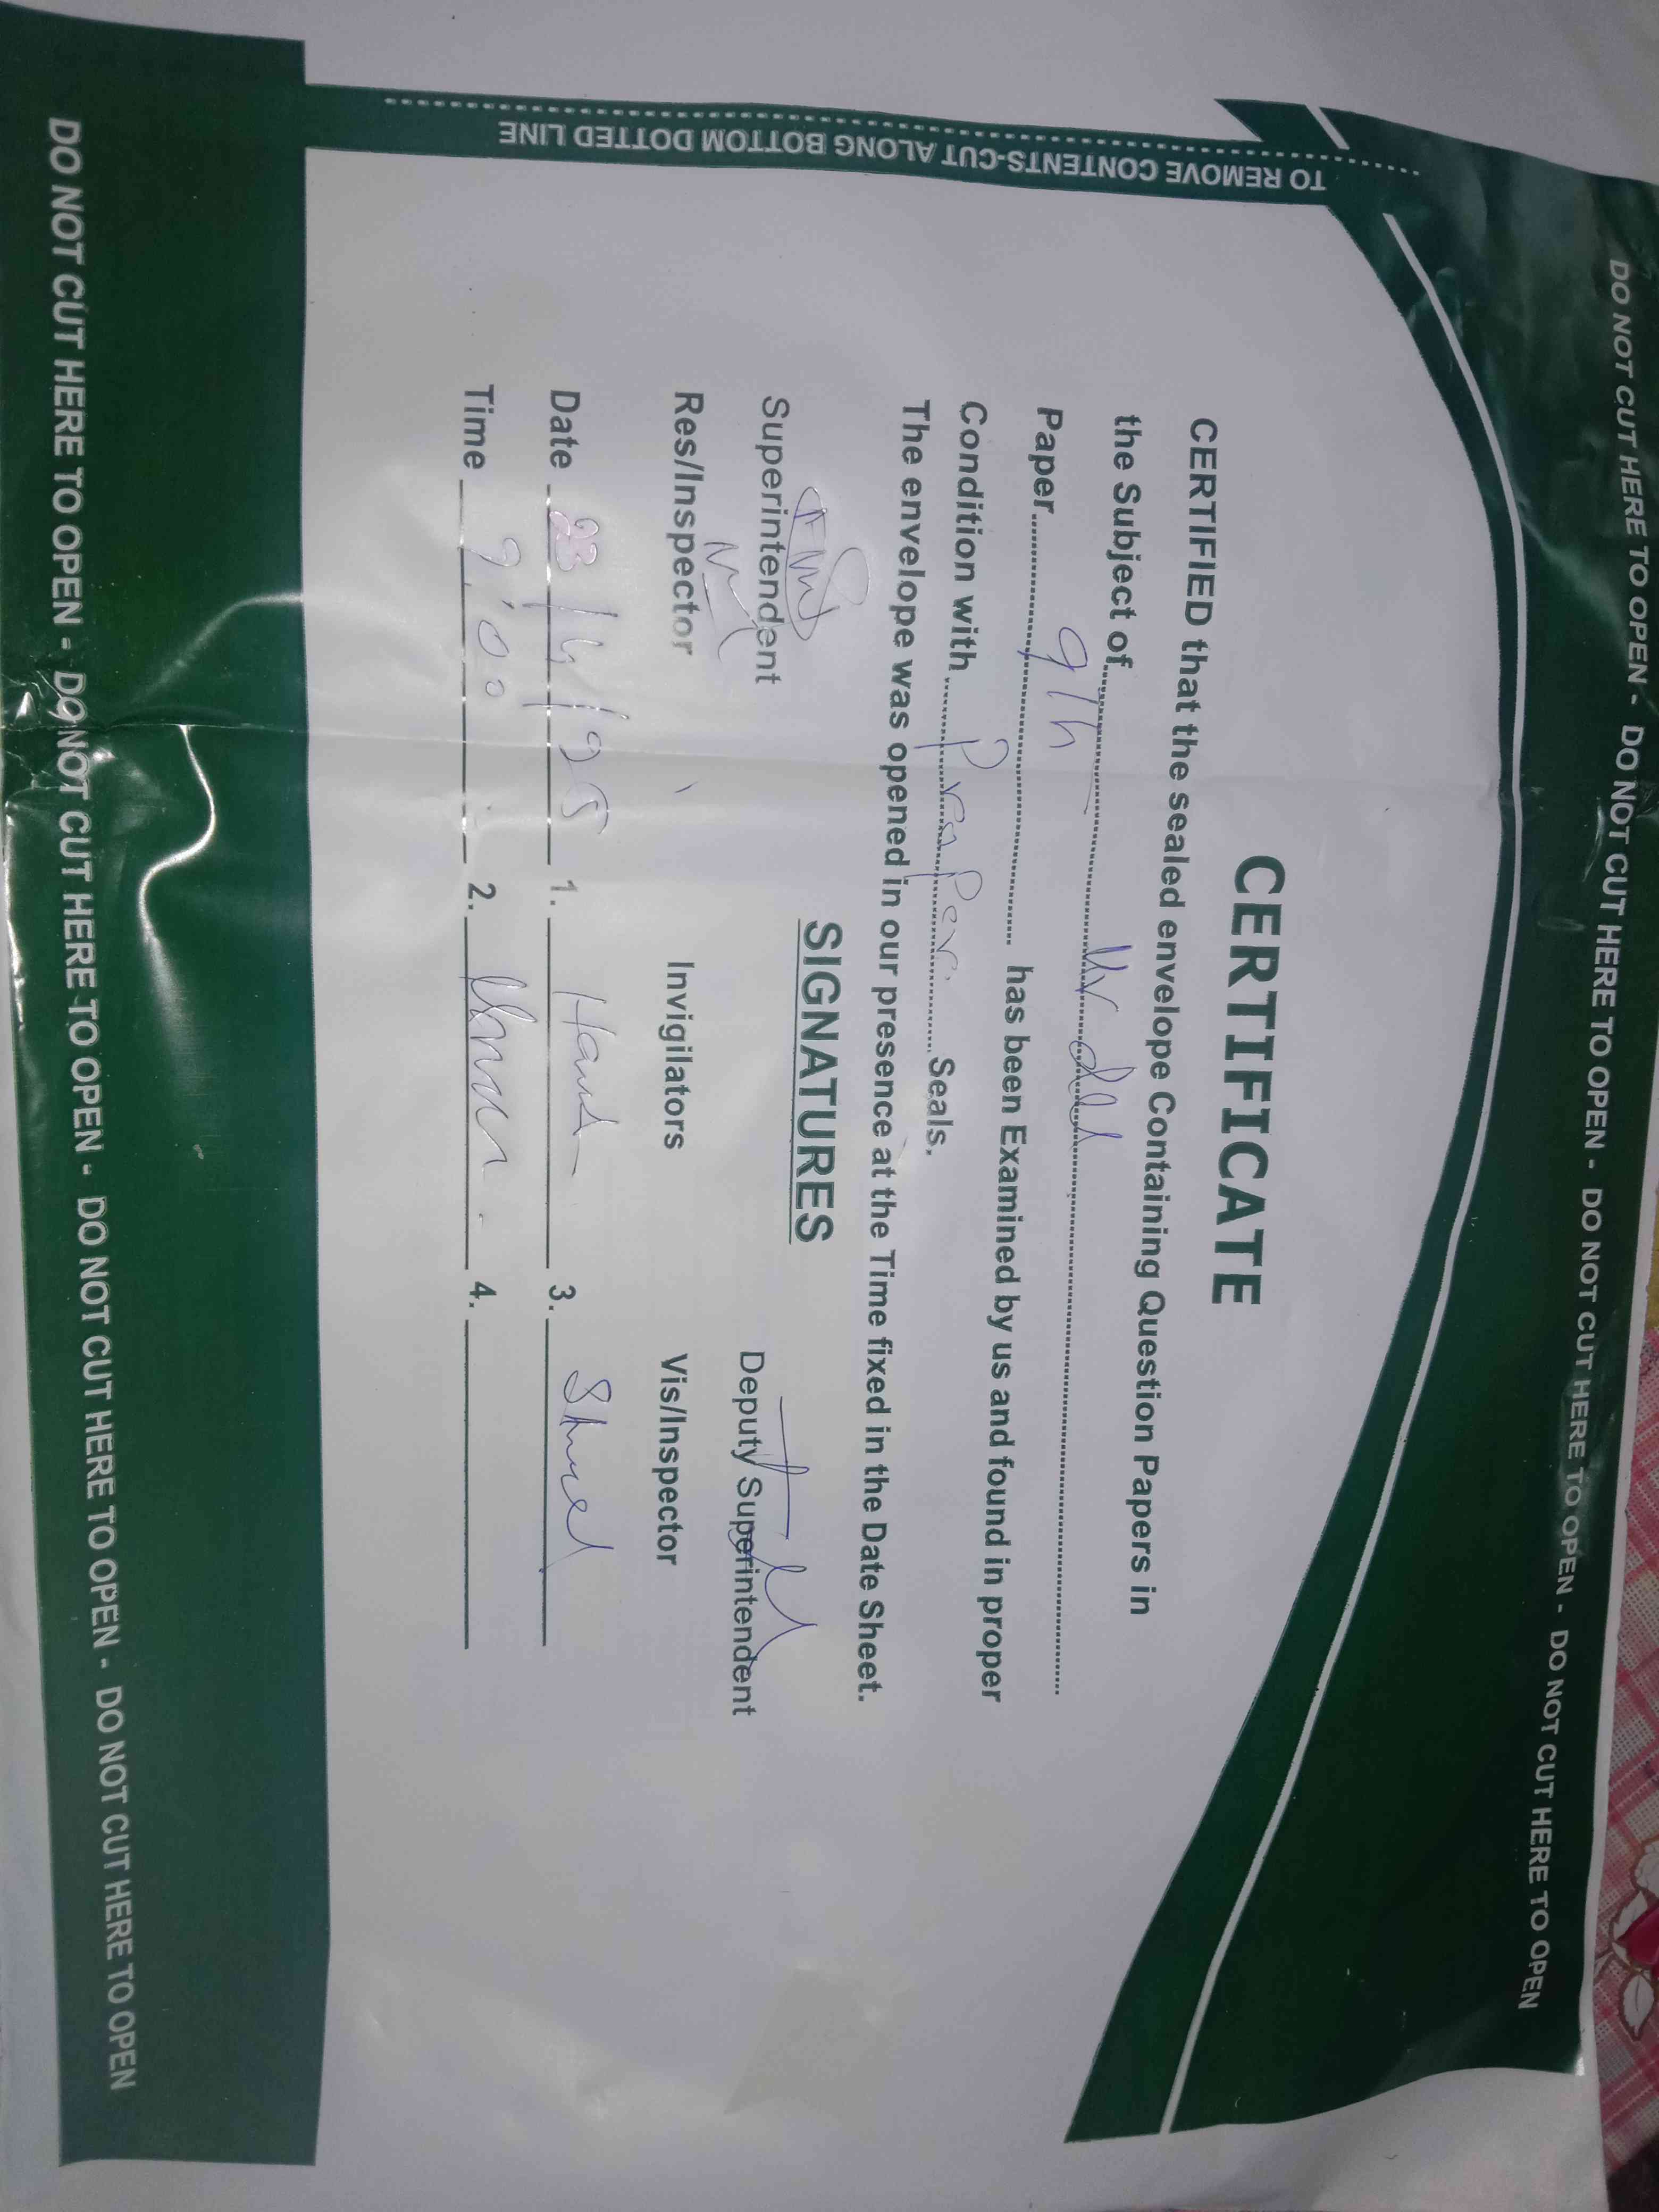 DO NOT CUT HERE TO OPEN - DO NOT CUT HERE TO OPEN - DO NOT CUT HERE TO OPEN - DO NOT CUT HERE TO OPEN
TO REMOVE CONTENTS-CUT ALONG BOTTOM DOTTED LINE
CERTIFICATE
CERTIFIED that the sealed envelope Containing Question Papers in
the Subject of
Paper 9th has been Examined by us and found in proper
Condition with Proper Seals.
The envelope was opened in our presence at the Time fixed in the Date Sheet.
SIGNATURES
Superintendent Deputy Superintendent
Res/Inspector Invigilators Vis/Inspector
Date 1. 3.
Time 9:00 2. 4.
DO NOT CUT HERE TO OPEN - DO NOT CUT HERE TO OPEN - DO NOT CUT HERE TO OPEN - DO NOT CUT HERE TO OPEN